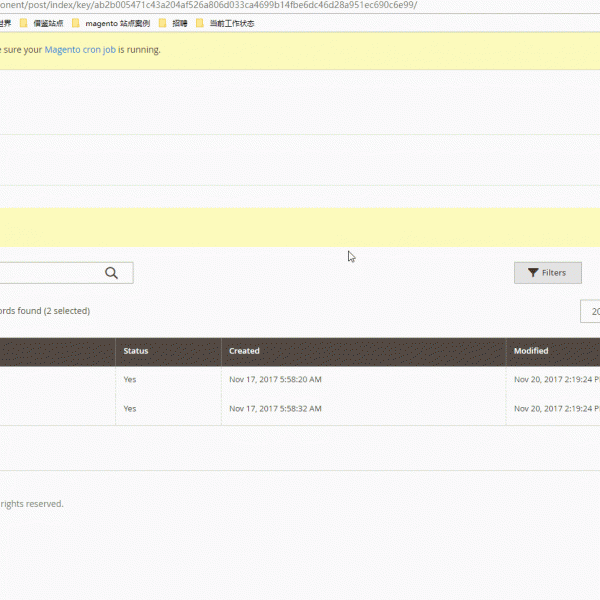 onent/post/index/key/ab2b005471c43a204af526a806d033ca4699b14fbe6dc46d28a951ec690c6e99/
世界 借鉴站点 magento 站点案例 招聘 当前工作状态
e sure your Magento cron job is running.
Filters
ords found (2 selected)
20
Status Created Modified
Yes Nov 17, 2017 5:58:20 AM Nov 20, 2017 2:19:24 P
Yes Nov 17, 2017 5:58:32 AM Nov 20, 2017 2:19:24 P
rights reserved.